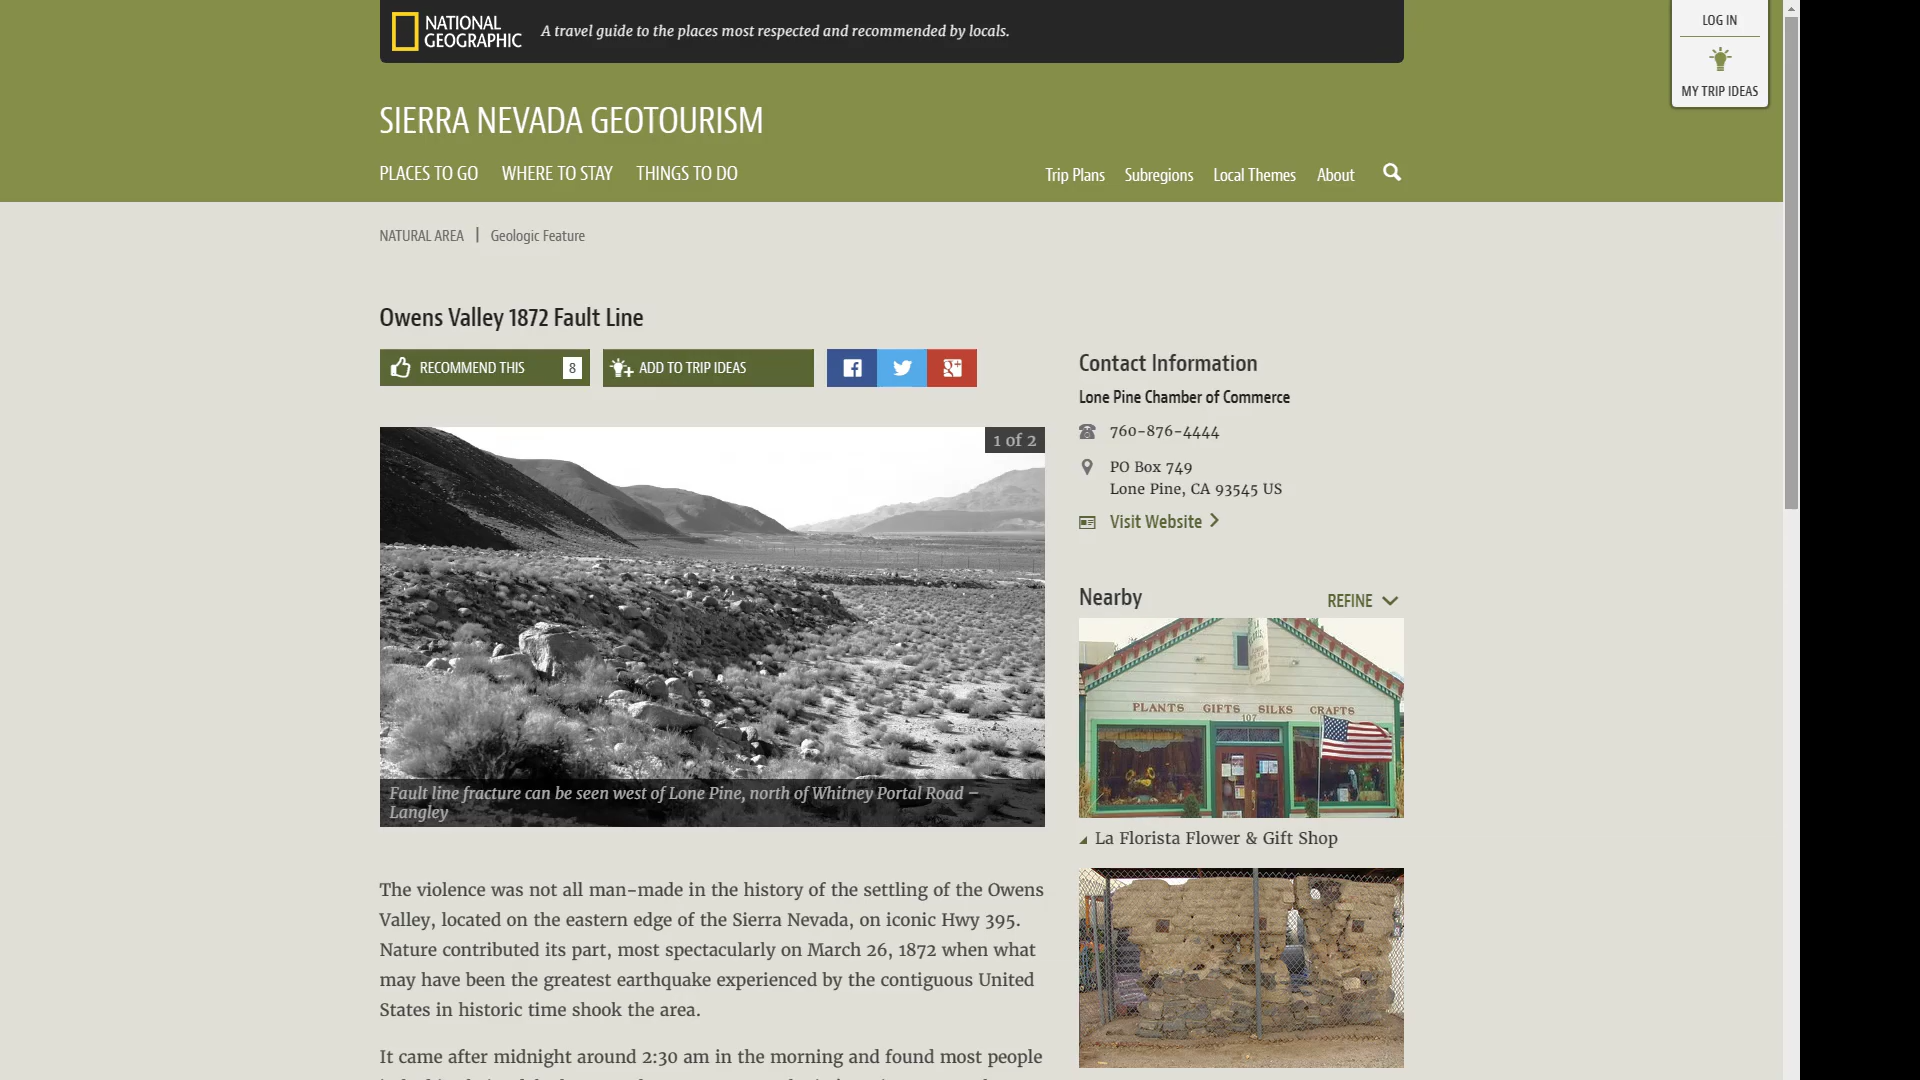 NATIONAL
GEOGRAPHIC
A travel guide to the places most respected and recommended by locals.
LOG IN
MY TRIP IDEAS
SIERRA NEVADA GEOTOURISM
PLACES TO GO WHERE TO STAY THINGS TO DO
Trip Plans Subregions Local Themes About
NATURAL AREA | Geologic Feature
Owens Valley 1872 Fault Line
RECOMMEND THIS 8
ADD TO TRIP IDEAS
1 of 2
Fault line fracture can be seen west of Lone Pine, north of Whitney Portal Road –
Langley
The violence was not all man-made in the history of the settling of the Owens
Valley, located on the eastern edge of the Sierra Nevada, on iconic Hwy 395.
Nature contributed its part, most spectacularly on March 26, 1872 when what
may have been the greatest earthquake experienced by the contiguous United
States in historic time shook the area.
It came after midnight around 2:30 am in the morning and found most people
Contact Information
Lone Pine Chamber of Commerce
760-876-4444
PO Box 749
Lone Pine, CA 93545 US
Visit Website
Nearby
REFINE
PLANTS GIFTS SILKS CRAFTS
107
La Florista Flower & Gift Shop